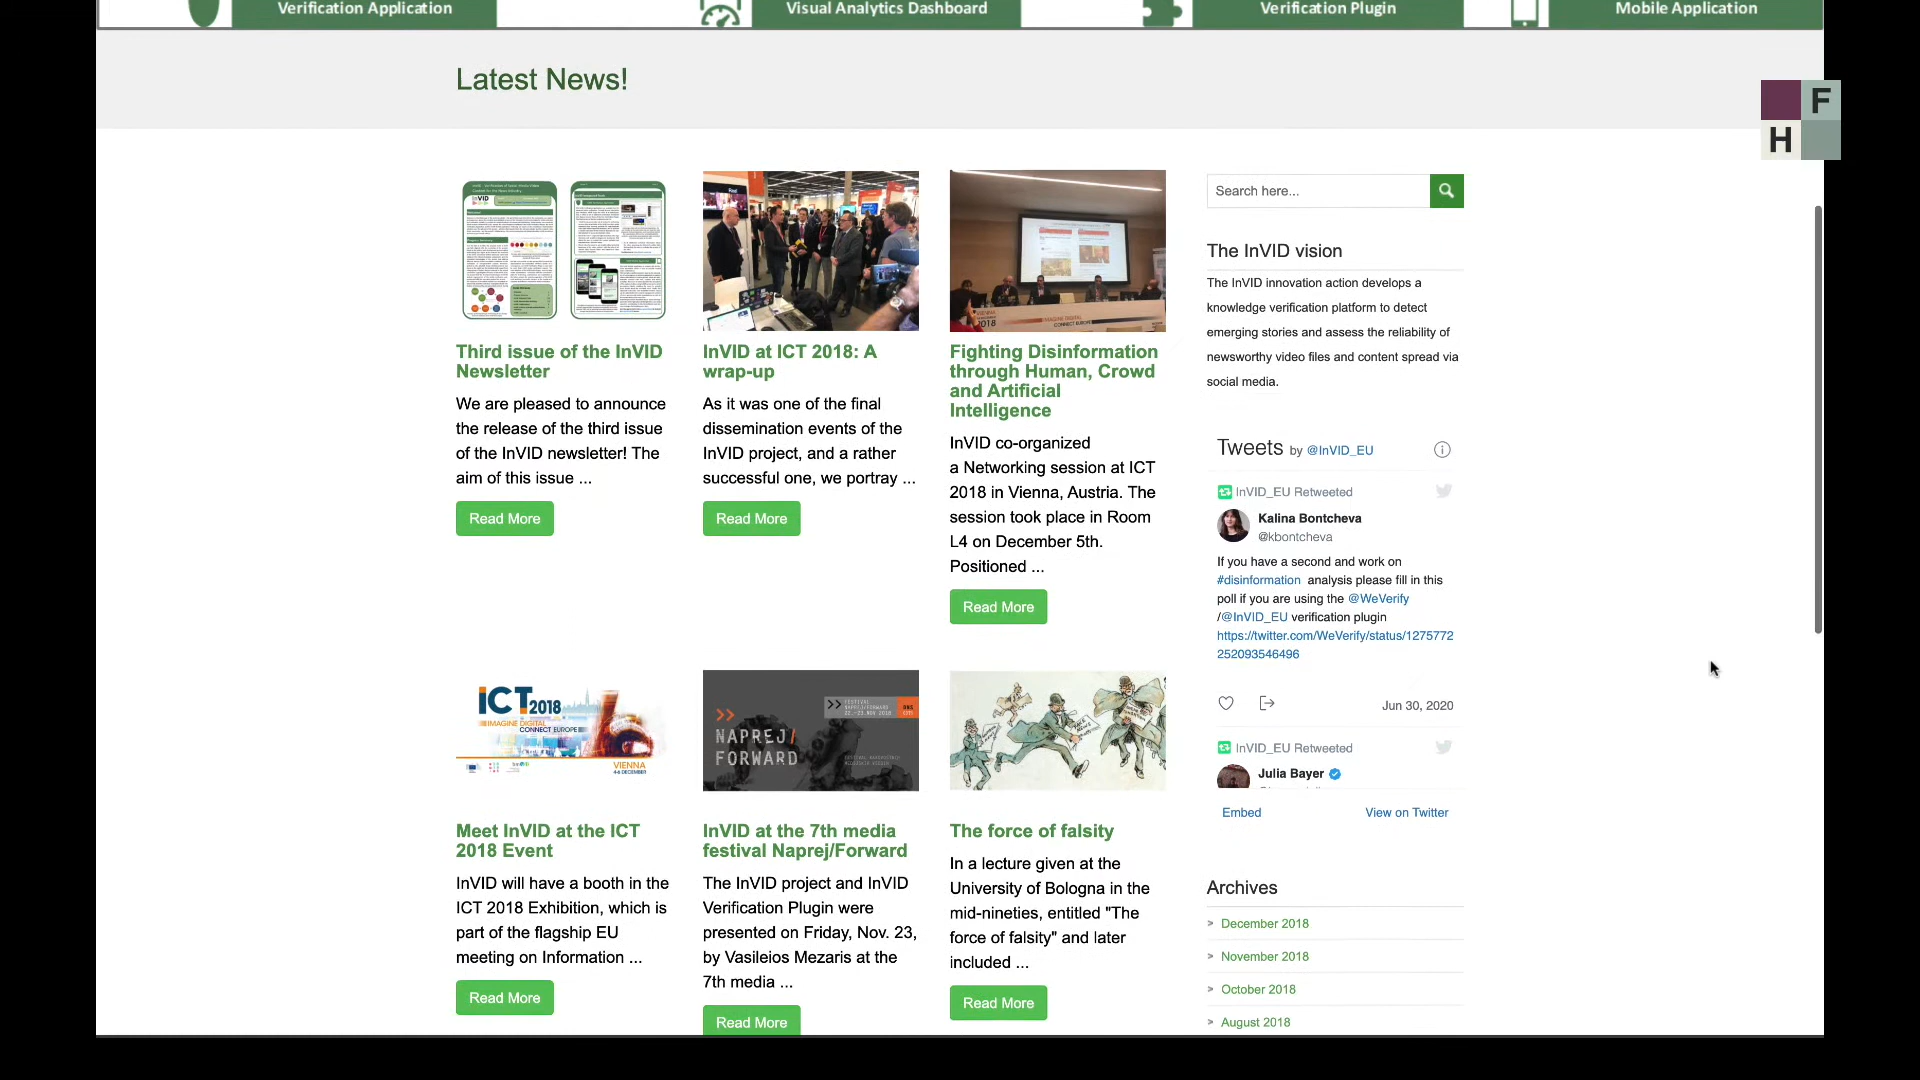 Verification Application
Visual Analytics Dashboard
Verification Plugin
Mobile Application
Latest News!
F
H
Search here...
The InVID vision
The InVID innovation action develops a
knowledge verification platform to detect
emerging stories and assess the reliability of
newsworthy video files and content spread via
social media.
Third issue of the InVID
Newsletter
We are pleased to announce
the release of the third issue
of the InVID newsletter! The
aim of this issue ...
Read More
InVID at ICT 2018: A
wrap-up
As it was one of the final
dissemination events of the
InVID project, and a rather
successful one, we portray ...
Read More
2018
Fighting Disinformation
through Human, Crowd
and Artificial
Intelligence
InVID co-organized
a Networking session at ICT
2018 in Vienna, Austria. The
session took place in Room
L4 on December 5th.
Positioned ...
Read More
Tweets by @InVID_EU
InVID_EU Retweeted
Kalina Bontcheva
@kbontcheva
If you have a second and work on
#disinformation analysis please fill in this
poll if you are using the @WeVerify
/@InVID_EU verification plugin
https://twitter.com/WeVerify/status/1275772
252093546496
Jun 30, 2020
InVID_EU Retweeted
Julia Bayer
Embed
View on Twitter
ICT 2018
IMAGINE DIGITAL
CONNECT EUROPE
VIENNA
4-6 DECEMBER
Meet InVID at the ICT
2018 Event
InVID will have a booth in the
ICT 2018 Exhibition, which is
part of the flagship EU
meeting on Information ...
Read More
NAPREJ/
FORWARD
InVID at the 7th media
festival Naprej/Forward
The InVID project and InVID
Verification Plugin were
presented on Friday, Nov. 23,
by Vasileios Mezaris at the
7th media ...
Read More
The force of falsity
In a lecture given at the
University of Bologna in the
mid-nineties, entitled "The
force of falsity" and later
included ...
Read More
Archives
> December 2018
> November 2018
> October 2018
> August 2018